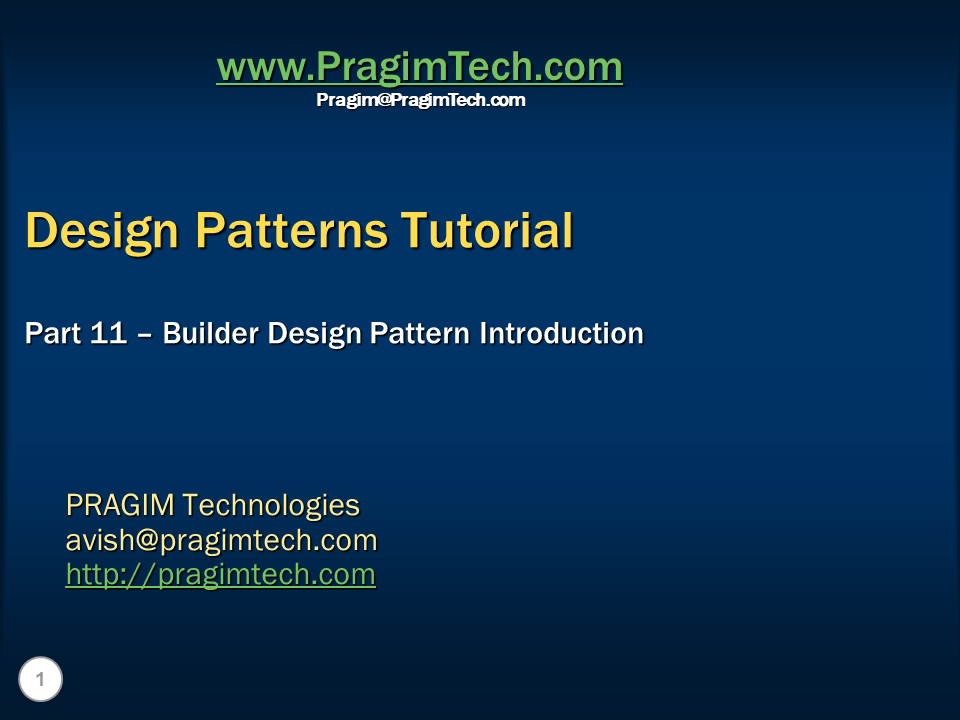 www.PragimTech.com
Pragim@PragimTech.com
Design Patterns Tutorial
Part 11 – Builder Design Pattern Introduction
PRAGIM Technologies
avish@pragimtech.com
http://pragimtech.com
1